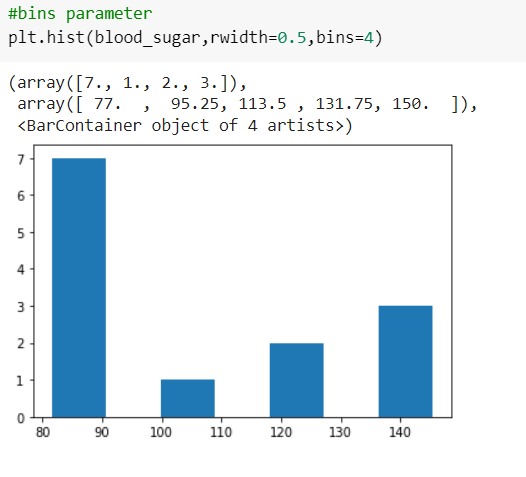 #bins parameter
plt.hist(blood_sugar,rwidth=0.5,bins=4)
(array([7., 1., 2., 3.]),
array([ 77.  ,  95.25, 113.5 , 131.75, 150.  ]),
<BarContainer object of 4 artists>)
7
6
5
4
3
2
1
0
80 90 100 110 120 130 140